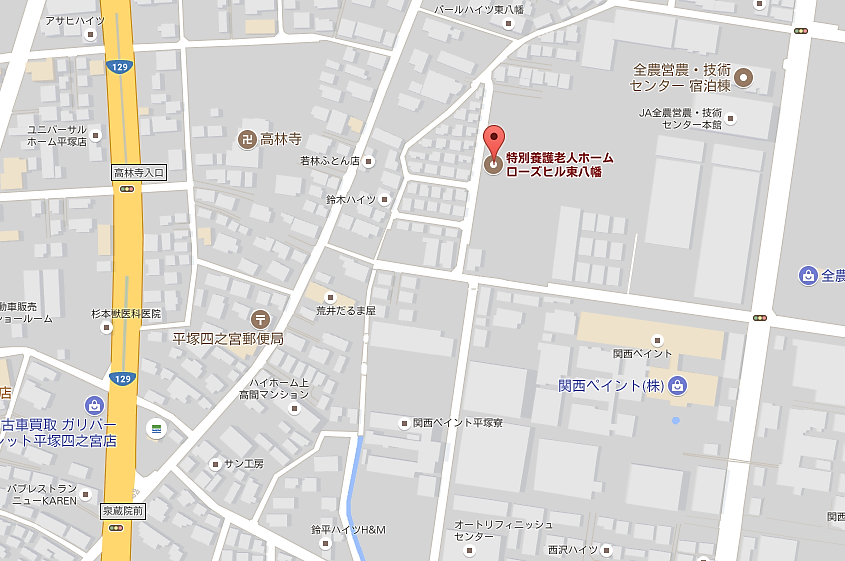 アサヒハイツ
パールハイツ東八幡
129
全農営農・技術
センター 宿泊棟
JA全農営農・技術
センター本館
ユニバーサル
ホーム平塚店
高林寺
若林ふとん店
特別養護老人ホーム
ローズヒル東八幡
高林寺入口
鈴木ハイツ
全農
動車販売
ショールーム
杉本獣医科医院
荒井だるま屋
平塚四之宮郵便局
関西ペイント
129
ハイホーム上
高間マンション
関西ペイント(株)
店
古車買取 ガリバー
レット平塚四之宮店
関西ペイント平塚寮
サン工房
パブレストラン
ニューKAREN
泉蔵院前
鈴平ハイツH&M
オートリフィニッシュ
センター
西沢ハイツ
関西